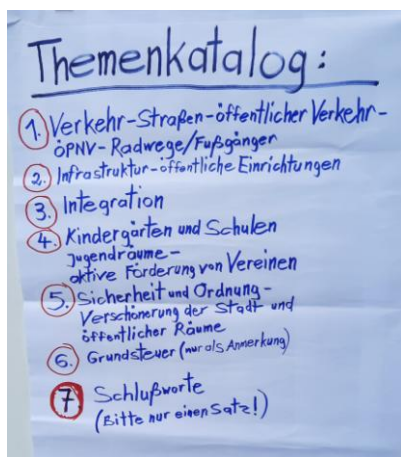 Themenkatalog:
1. Verkehr-Straßen-öffentlicher Verkehr-
ÖPNV-Radwege/Fußgänger
2. Infrastruktur-öffentliche Einrichtungen
3. Integration
4. Kindergärten und Schulen
Jugendräume-
aktive Förderung von Vereinen
5. Sicherheit und Ordnung-
Verschönerung der Stadt und
öffentlicher Räume
6. Grundsteuer (nur als Anmerkung)
7 Schlußworte
(Bitte nur einen Satz!)